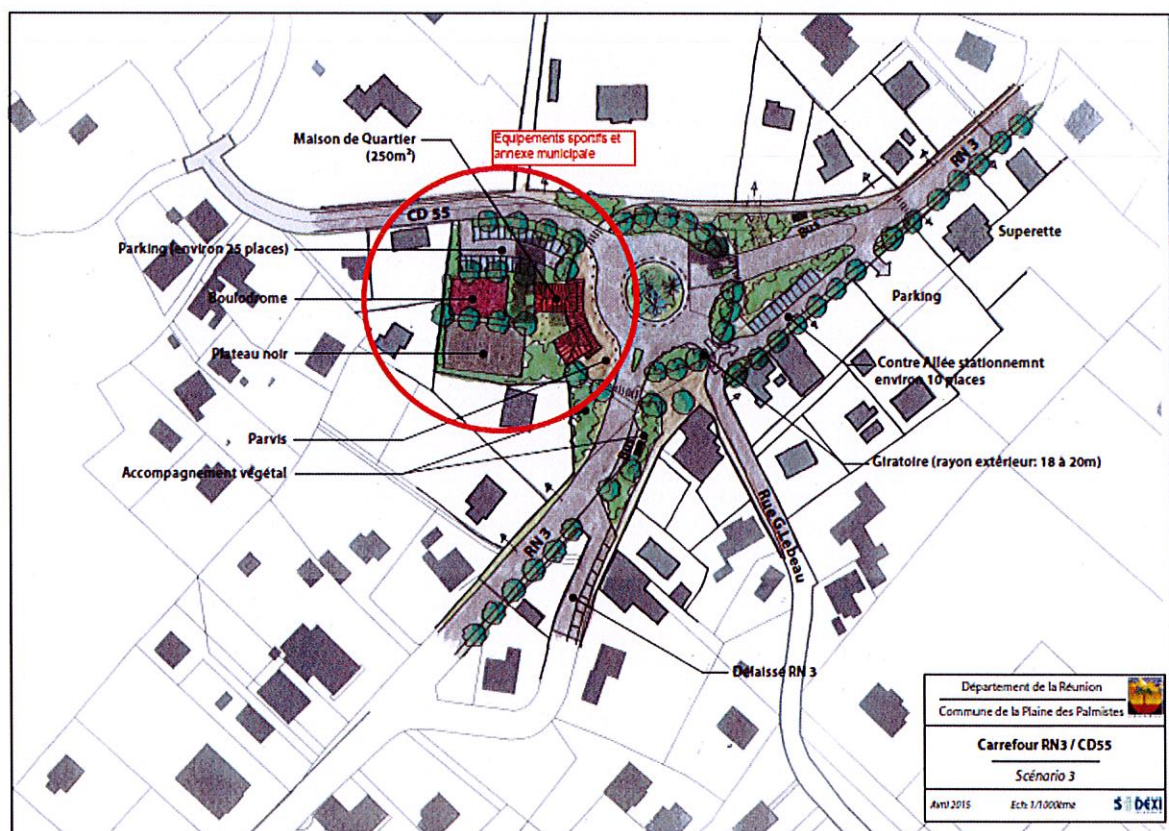 Maison de Quartier
(250m²)
Equipements sportifs et
annexe municipale
RN 3
CD 55
Bus
Superette
Parking (environ 25 places)
Parking
Boulodrome
Plateau noir
Contre Allée stationnemnt
environ 10 places
Parvis
Accompagnement végétal
Bus
Giratoire (rayon extérieur: 18 à 20m)
Rue G.Lebeau
RN 3
Délaissé RN 3
Département de la Réunion
Commune de la Plaine des Palmistes
Carrefour RN3 / CD55
Scénario 3
Avril 2015
Ech: 1/1000ème